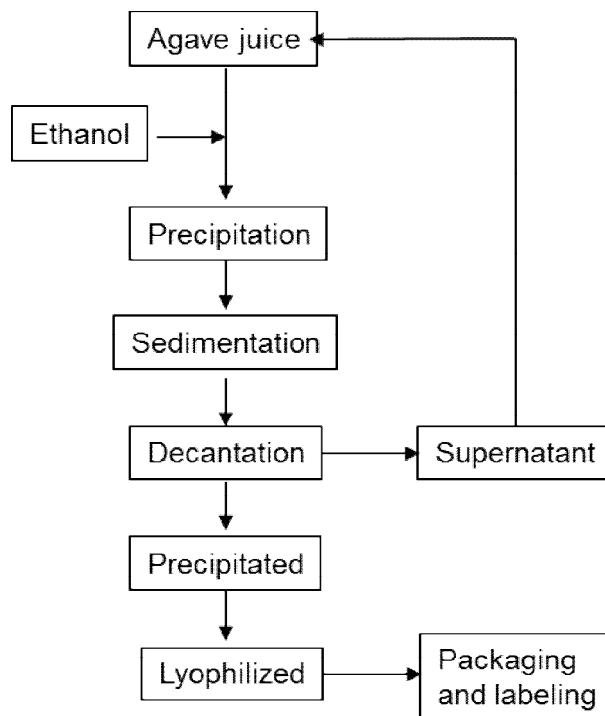 Agave juice
Ethanol
Precipitation
Sedimentation
Decantation
Supernatant
Precipitated
Lyophilized
Packaging
and labeling